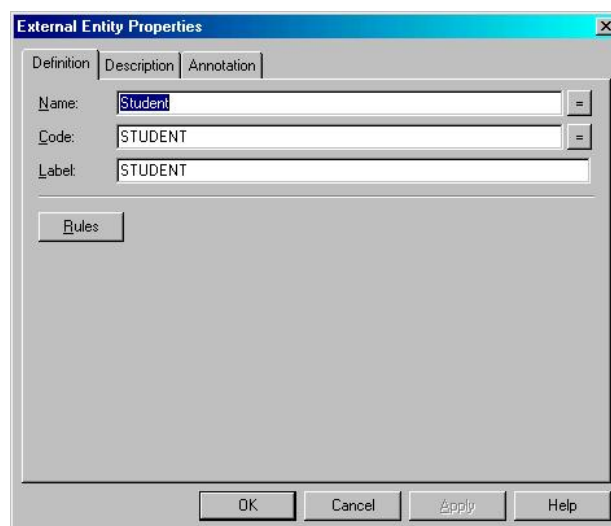 External Entity Properties
Definition Description Annotation
Name: Student =
Code: STUDENT =
Label: STUDENT
Rules
OK Cancel Apply Help